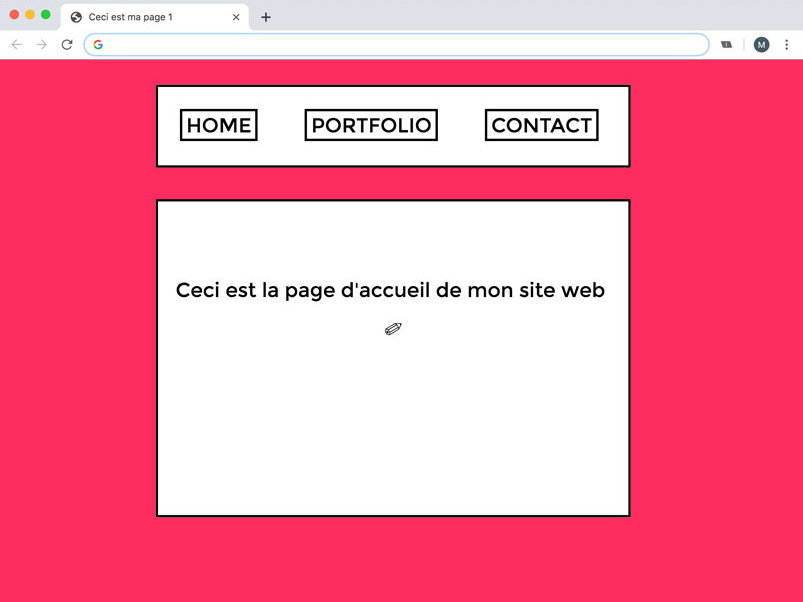 Ceci est ma page 1
M
HOME PORTFOLIO CONTACT
Ceci est la page d'accueil de mon site web